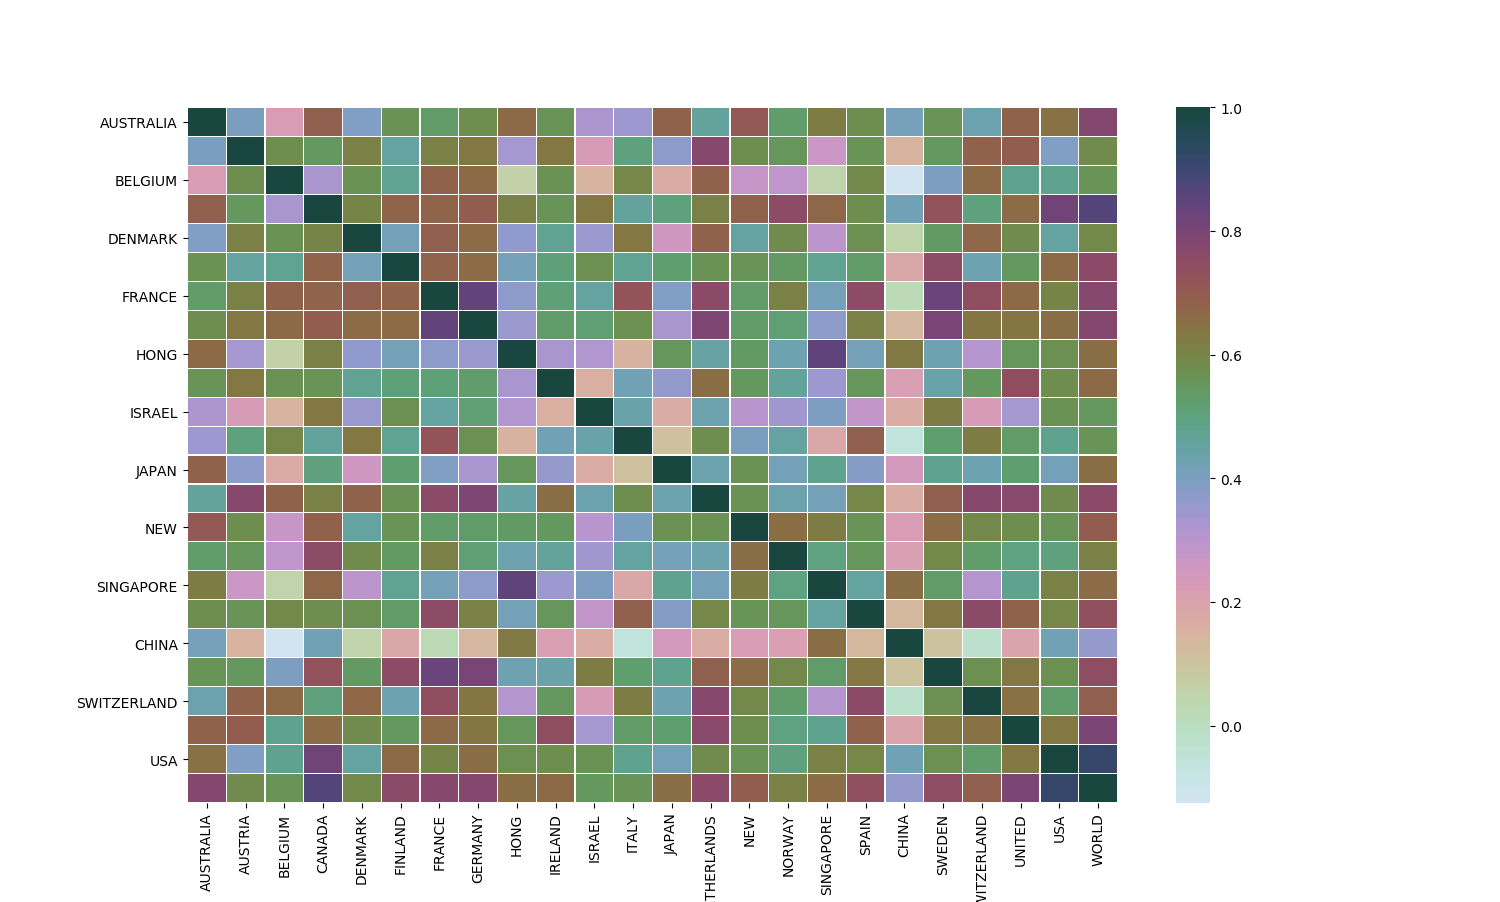 AUSTRALIA
BELGIUM
DENMARK
FRANCE
HONG
ISRAEL
JAPAN
NEW
SINGAPORE
CHINA
SWITZERLAND
USA
AUSTRALIA
AUSTRIA
BELGIUM
CANADA
DENMARK
FINLAND
FRANCE
GERMANY
HONG
IRELAND
ISRAEL
ITALY
JAPAN
THERLANDS
NEW
NORWAY
SINGAPORE
SPAIN
CHINA
SWEDEN
VITZERLAND
UNITED
USA
WORLD
1.0
0.8
0.6
0.4
0.2
0.0